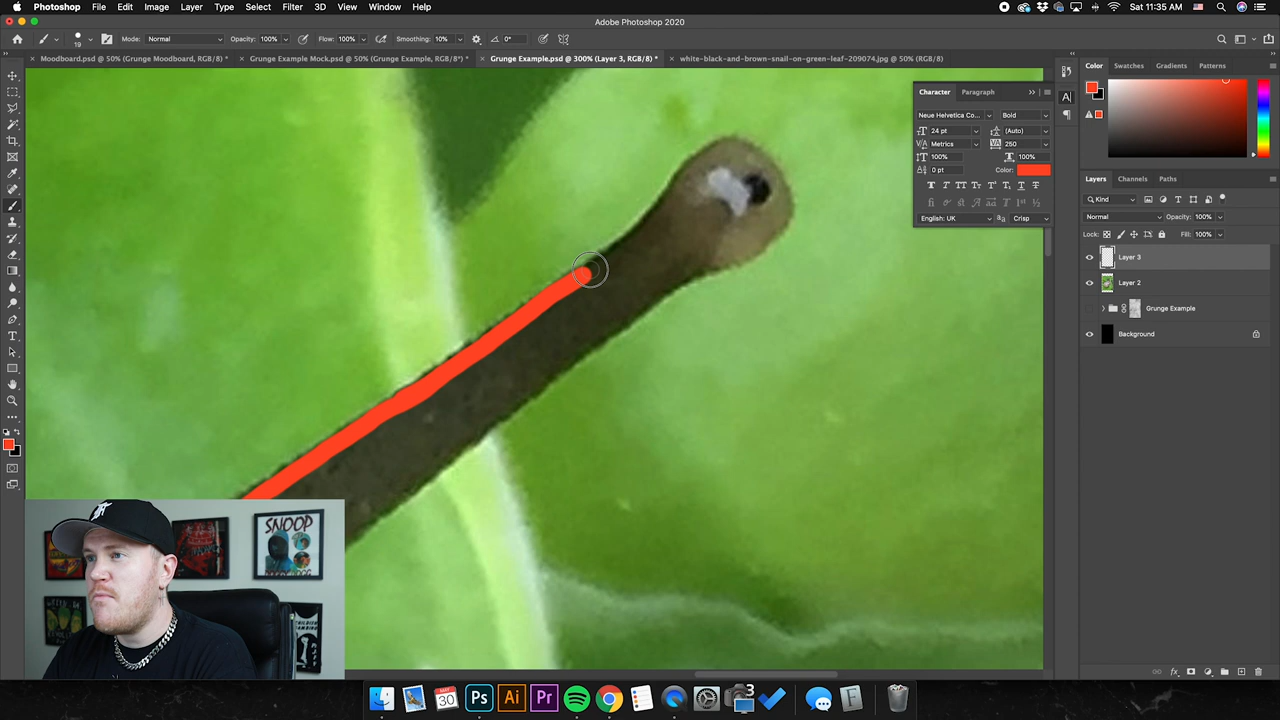 Photoshop File Edit Image Layer Type Select Filter 3D View Window Help Sat 11:35 AM
Adobe Photoshop 2020
19 Mode: Normal Opacity: 100% Flow: 100% Smoothing: 10% 0°
Moodboard.psd @ 50% (Grunge Moodboard, RGB/8) * Grunge Example Mock.psd @ 50% (Grunge Example, RGB/8*) * Grunge Example.psd @ 300% (Layer 3, RGB/8) * white-black-and-brown-snail-on-green-leaf-209074.jpg @ 50% (RGB/8)
Color Swatches Gradients Patterns
Character Paragraph
Neue Helvetica Co... Bold
24 pt (Auto)
Metrics 250
100% 100%
0 pt Color:
English: UK Crisp
Layers Channels Paths
Kind
Normal Opacity: 100%
Lock: Fill: 100%
Layer 3
Layer 2
Grunge Example
Background
SNOOP
MAY
30
Ps Ai Pr 3 F